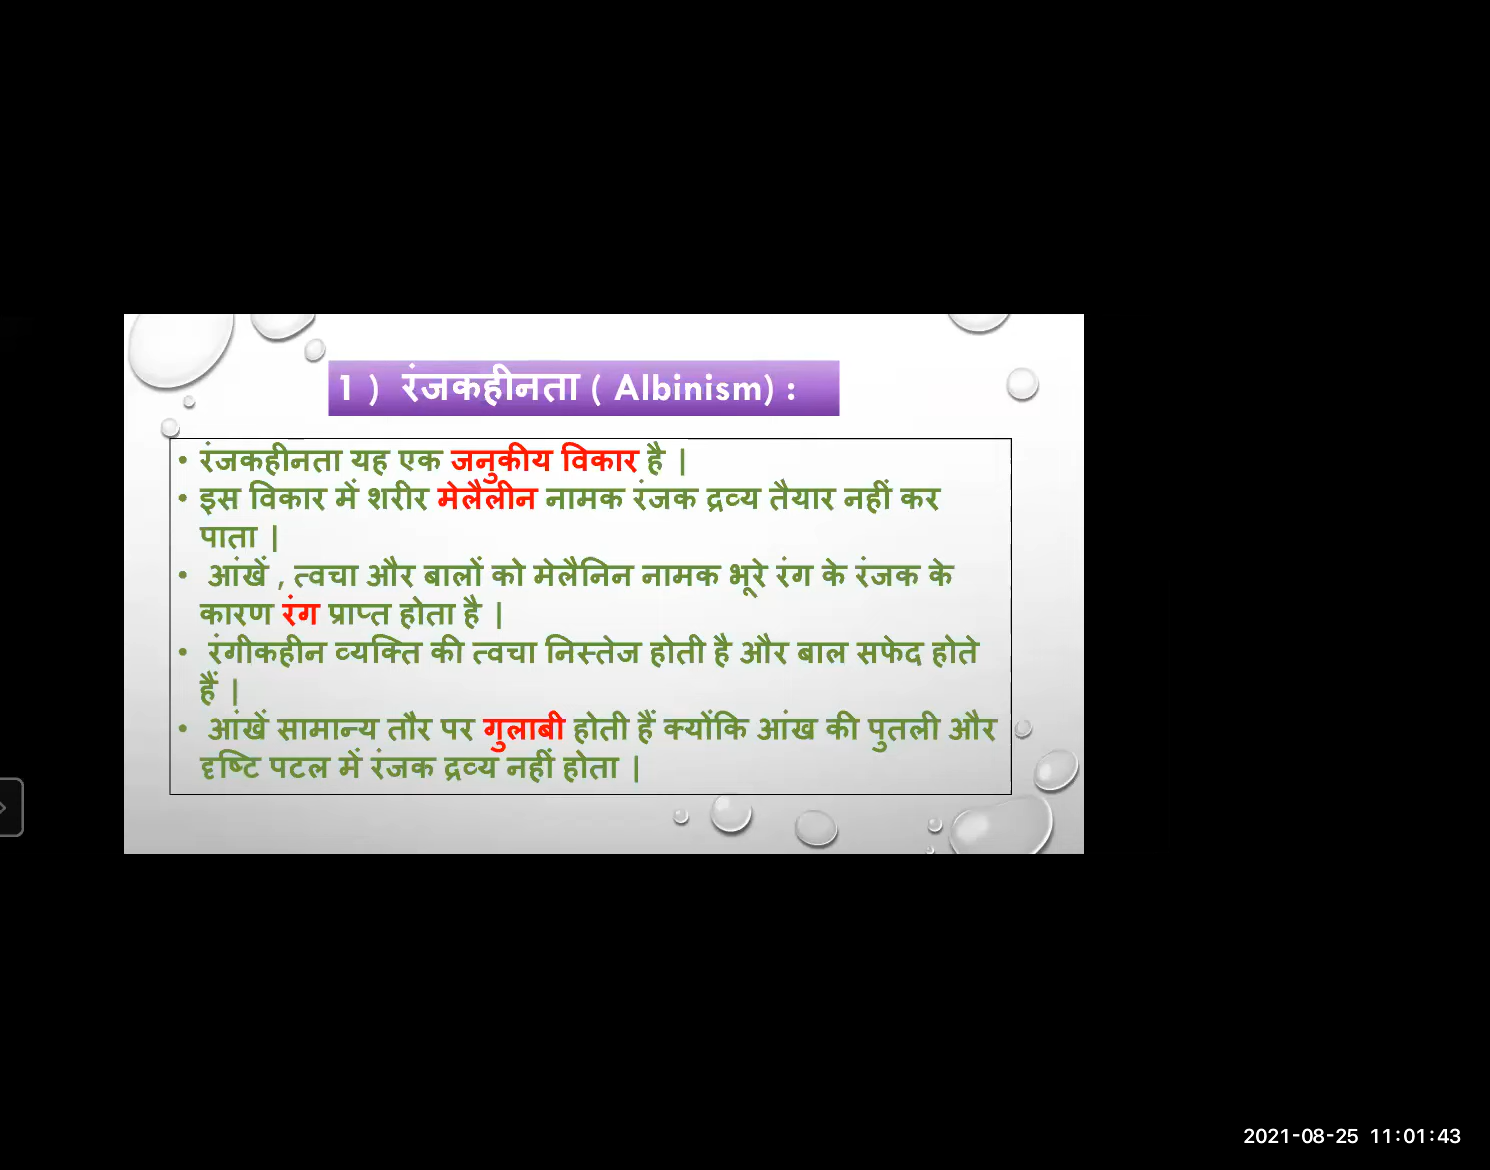 1 ) रंजकहीनता ( Albinism) :
• रंजकहीनता यह एक जनुकीय विकार है |
• इस विकार में शरीर मेलैलीन नामक रंजक द्रव्य तैयार नहीं कर
पाता |
• आंखें , त्वचा और बालों को मेलैनिन नामक भूरे रंग के रंजक के
कारण रंग प्राप्त होता है |
• रंगीकहीन व्यक्ति की त्वचा निस्तेज होती है और बाल सफेद होते
हैं |
• आंखें सामान्य तौर पर गुलाबी होती हैं क्योंकि आंख की पुतली और
दृष्टि पटल में रंजक द्रव्य नहीं होता |
2021-08-25 11:01:43